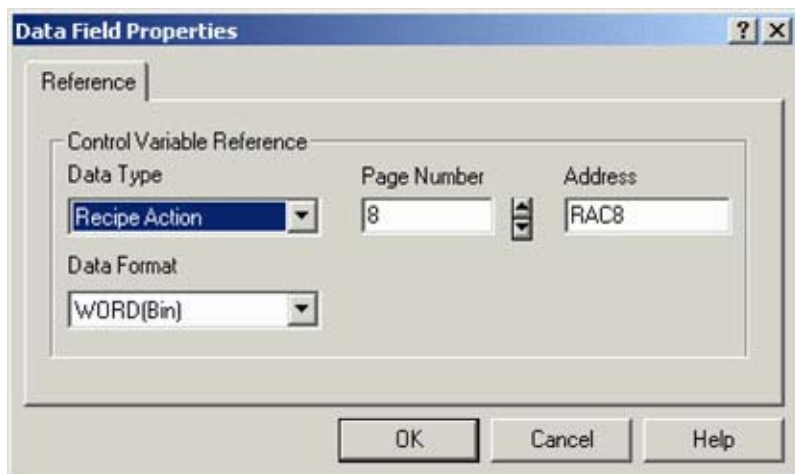 Data Field Properties
Reference
Control Variable Reference
Data Type
Page Number
Address
Recipe Action
8
RAC8
Data Format
WORD(Bin)
OK
Cancel
Help